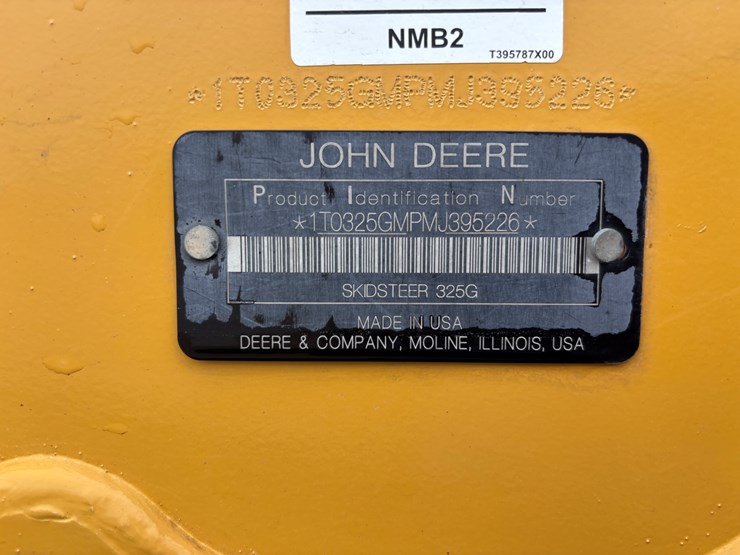 NMB2
T395787X00
*1T0325GMPMJ395226*
JOHN DEERE
Product Identification Number
*1T0325GMPMJ395226*
SKIDSTEER 325G
MADE IN USA
DEERE & COMPANY, MOLINE, ILLINOIS, USA